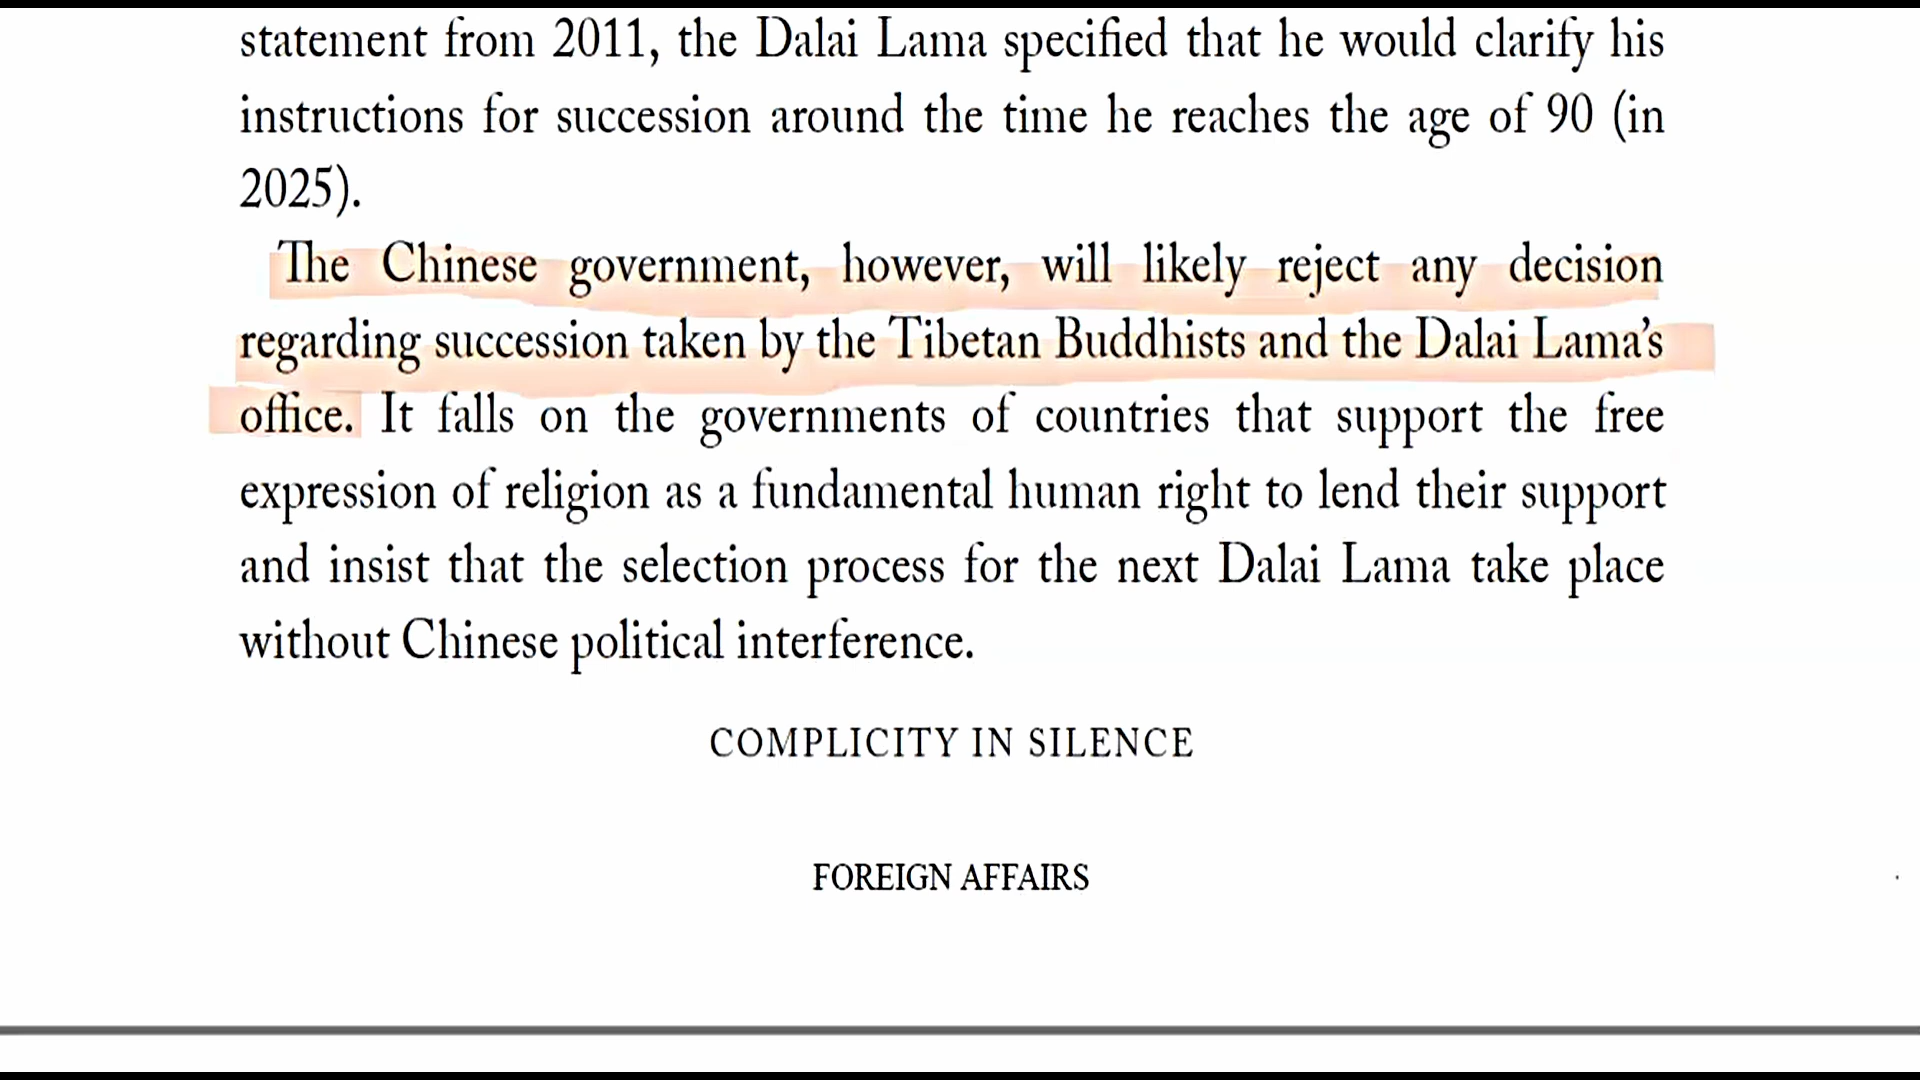 statement from 2011, the Dalai Lama specified that he would clarify his
instructions for succession around the time he reaches the age of 90 (in
2025).
The Chinese government, however, will likely reject any decision
regarding succession taken by the Tibetan Buddhists and the Dalai Lama’s
office. It falls on the governments of countries that support the free
expression of religion as a fundamental human right to lend their support
and insist that the selection process for the next Dalai Lama take place
without Chinese political interference.
COMPLICITY IN SILENCE
FOREIGN AFFAIRS